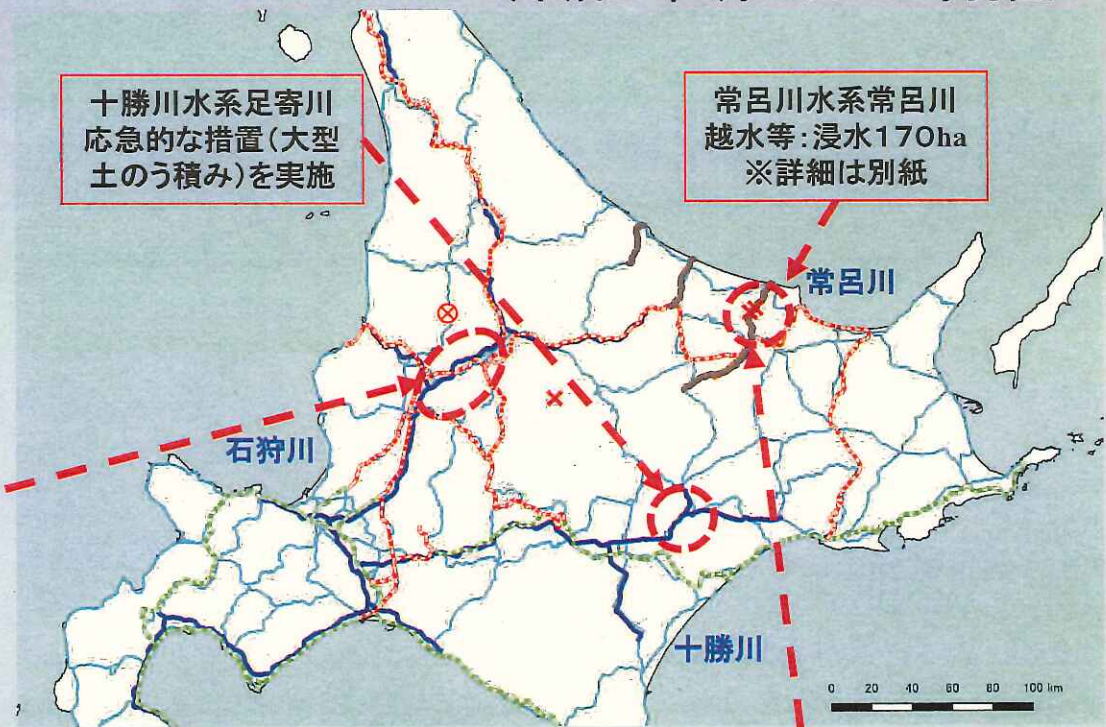 十勝川水系足寄川
応急的な措置(大型
土のう積み)を実施
常呂川水系常呂川
越水等:浸水170ha
※詳細は別紙
常呂川
石狩川
十勝川
0 20 40 60 80 100 km